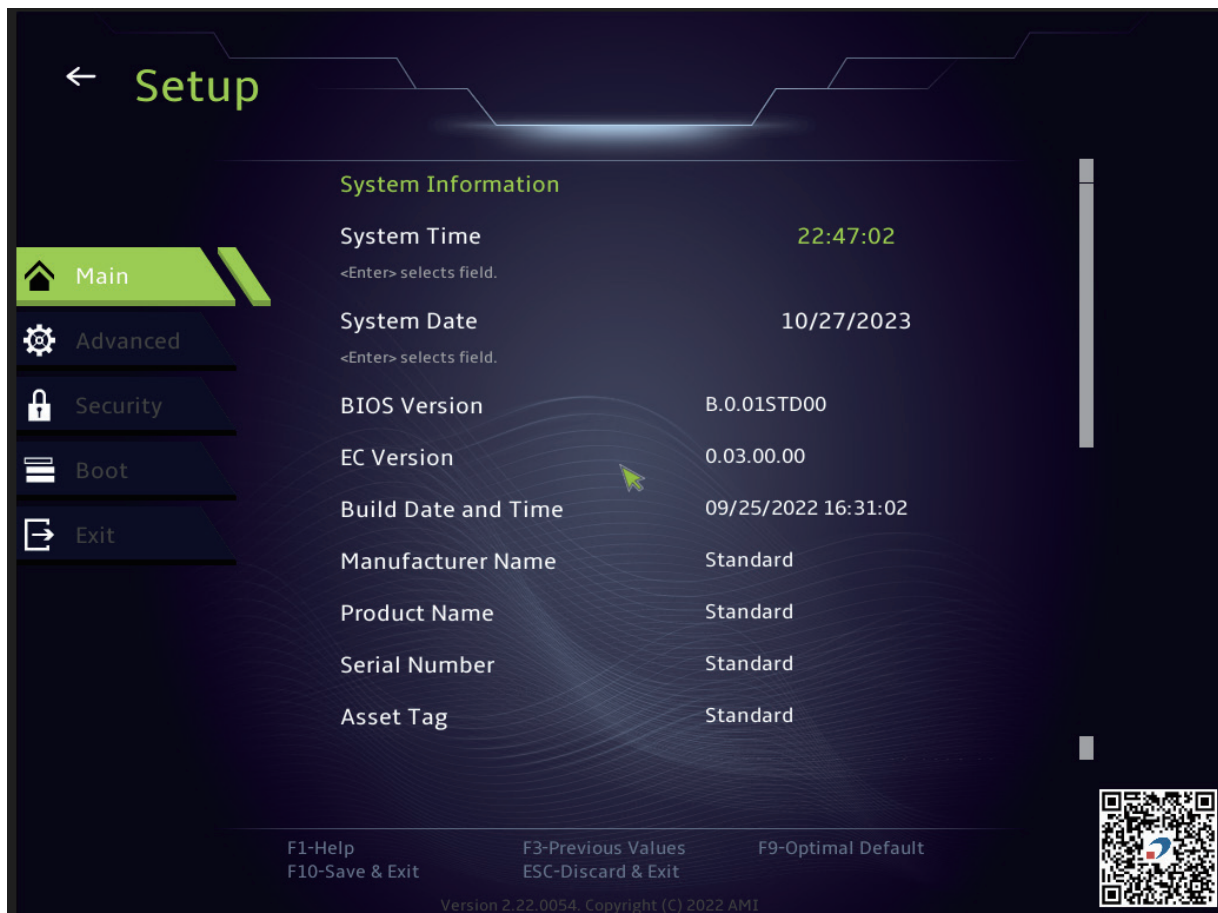 Setup
System Information
System Time 22:47:02
<Enter> selects field.
Main
System Date 10/27/2023
Advanced
<Enter> selects field.
Security
BIOS Version B.0.01STD00
EC Version 0.03.00.00
Boot
Build Date and Time 09/25/2022 16:31:02
Exit
Manufacturer Name Standard
Product Name Standard
Serial Number Standard
Asset Tag Standard
F1-Help F3-Previous Values F9-Optimal Default
F10-Save & Exit ESC-Discard & Exit
Version 2.22.0054. Copyright (C) 2022 AMI